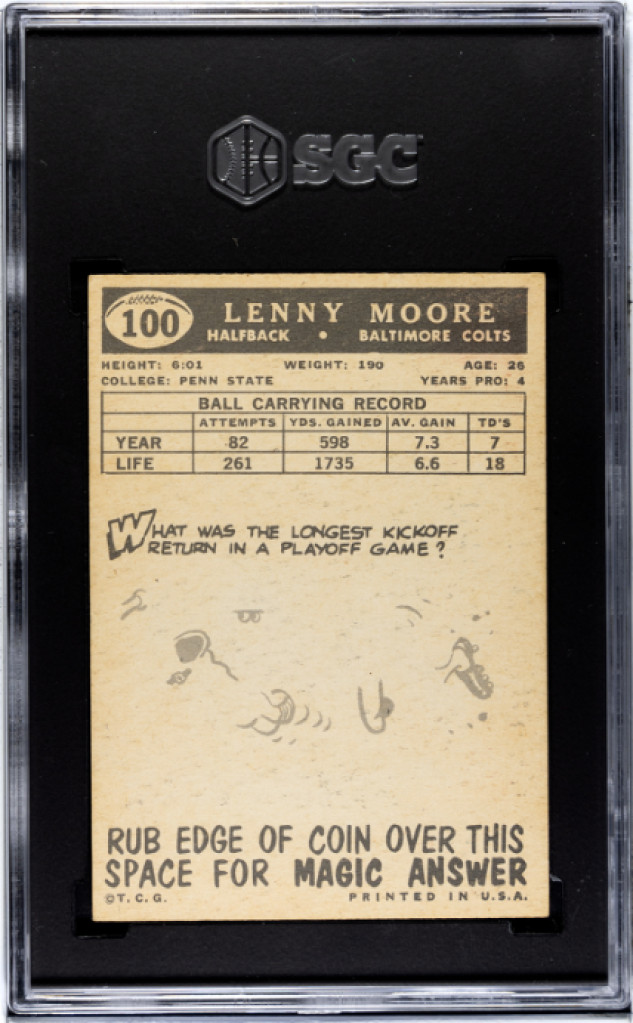 SGC
100
LENNY MOORE
HALFBACK • BALTIMORE COLTS
HEIGHT: 6:01 WEIGHT: 190 AGE: 26
COLLEGE: PENN STATE YEARS PRO: 4
BALL CARRYING RECORD
ATTEMPTS YDS. GAINED AV. GAIN TD'S
YEAR 82 598 7.3 7
LIFE 261 1735 6.6 18
WHAT WAS THE LONGEST KICKOFF
RETURN IN A PLAYOFF GAME?
RUB EDGE OF COIN OVER THIS
SPACE FOR MAGIC ANSWER
©T.C.G. PRINTED IN U.S.A.